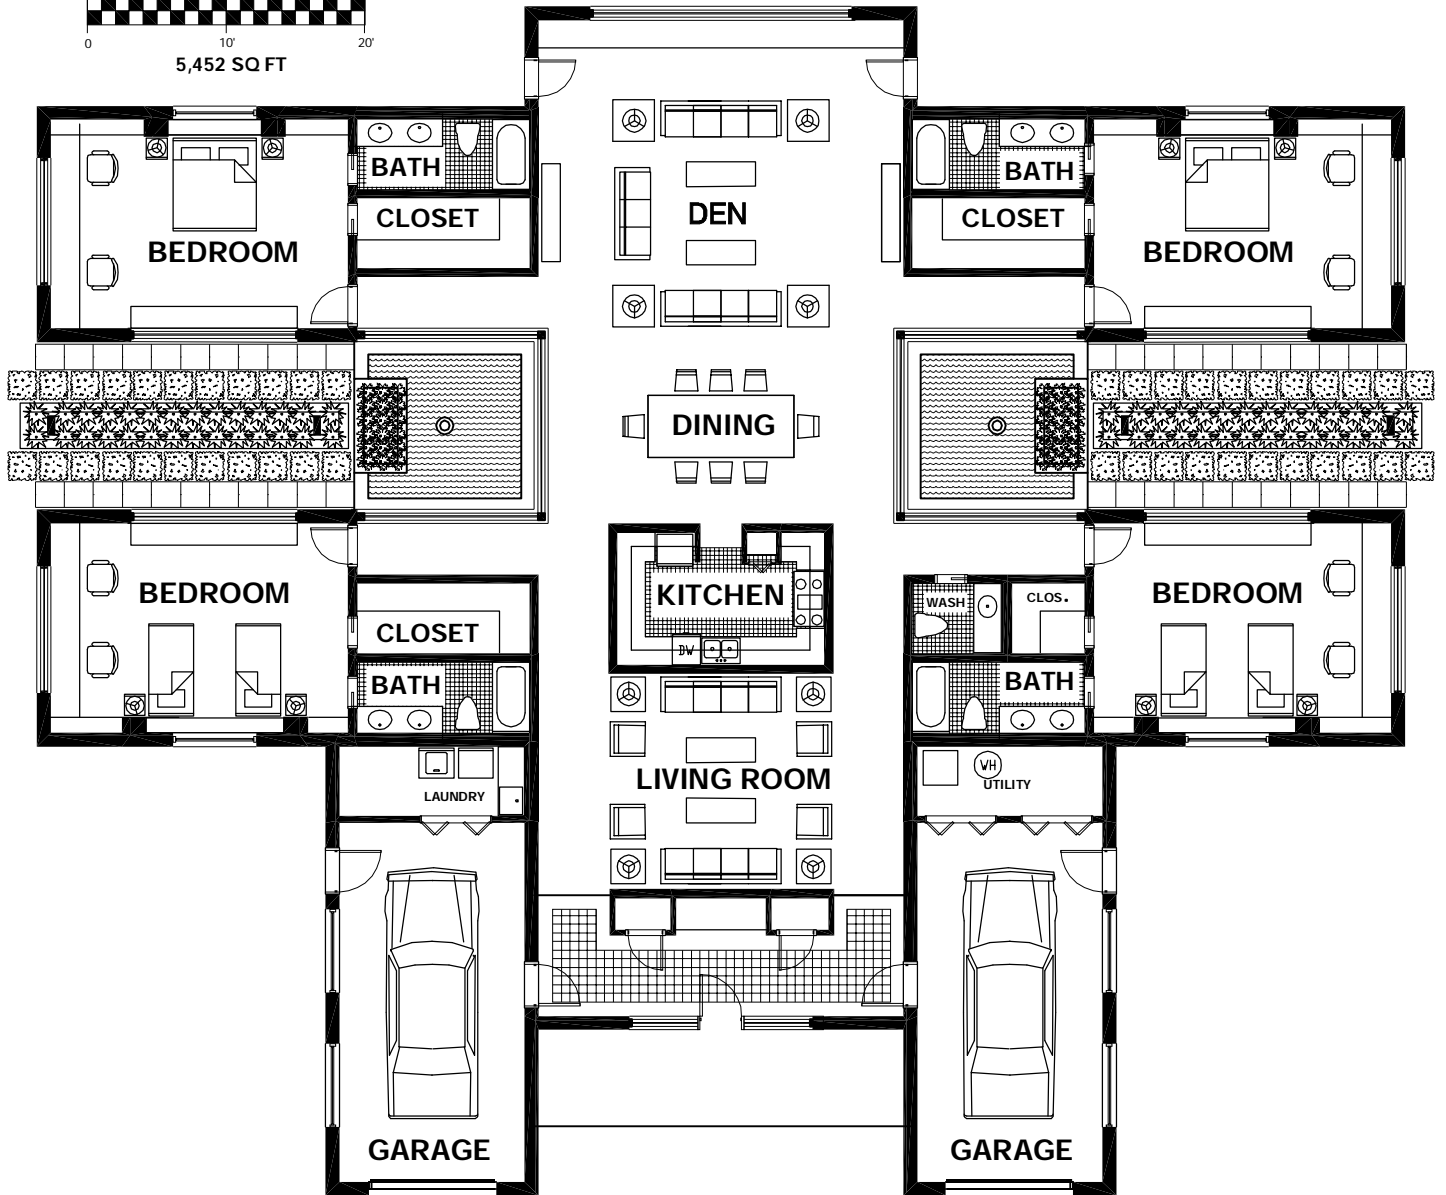 0 10' 20'
5,452 SQ FT
BATH
BATH
CLOSET
DEN
CLOSET
BEDROOM
BEDROOM
DINING
BEDROOM
KITCHEN
WASH
CLOS.
BEDROOM
CLOSET
DW
BATH
BATH
LIVING ROOM
WH
UTILITY
LAUNDRY
GARAGE
GARAGE